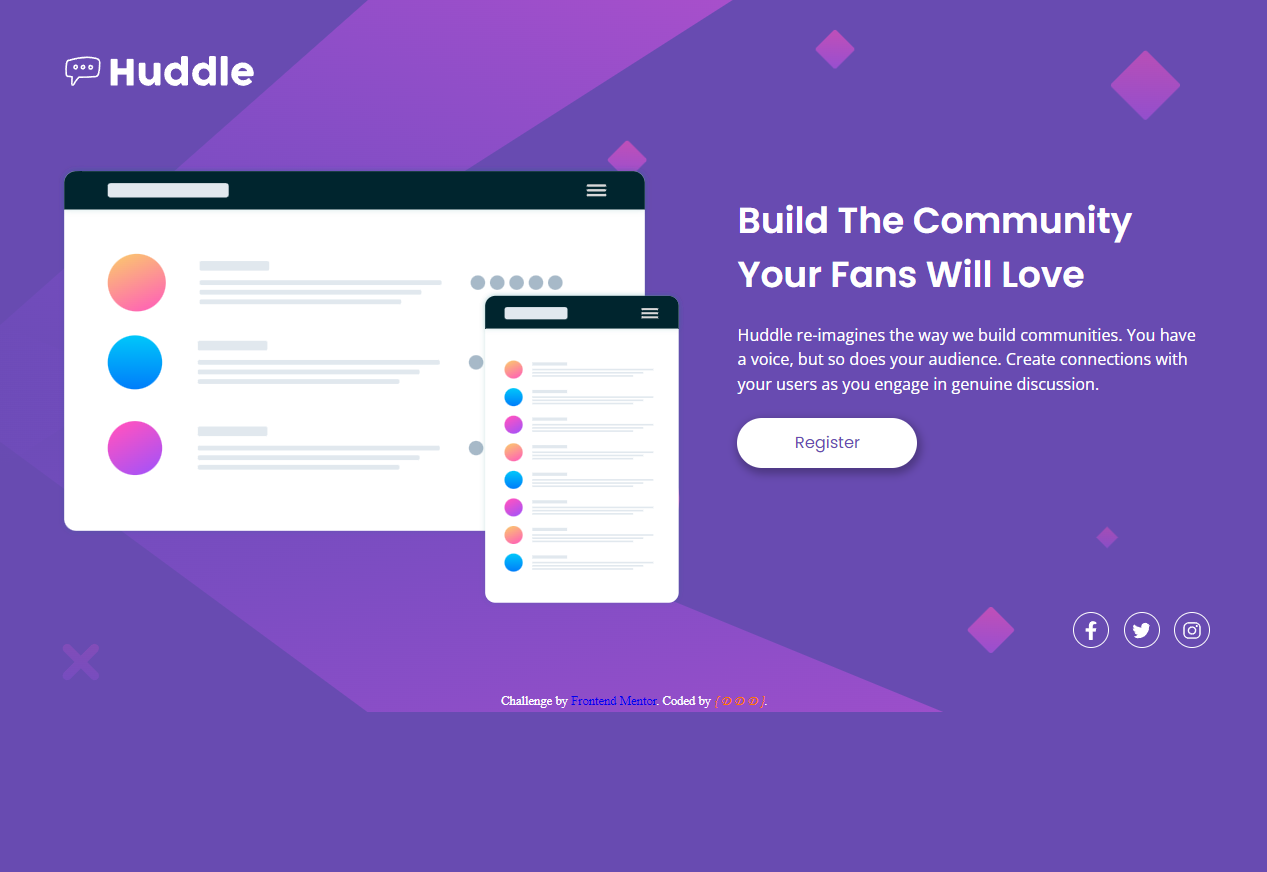 Huddle
Build The Community
Your Fans Will Love
Huddle re-imagines the way we build communities. You have
a voice, but so does your audience. Create connections with
your users as you engage in genuine discussion.
Register
Challenge by Frontend Mentor. Coded by